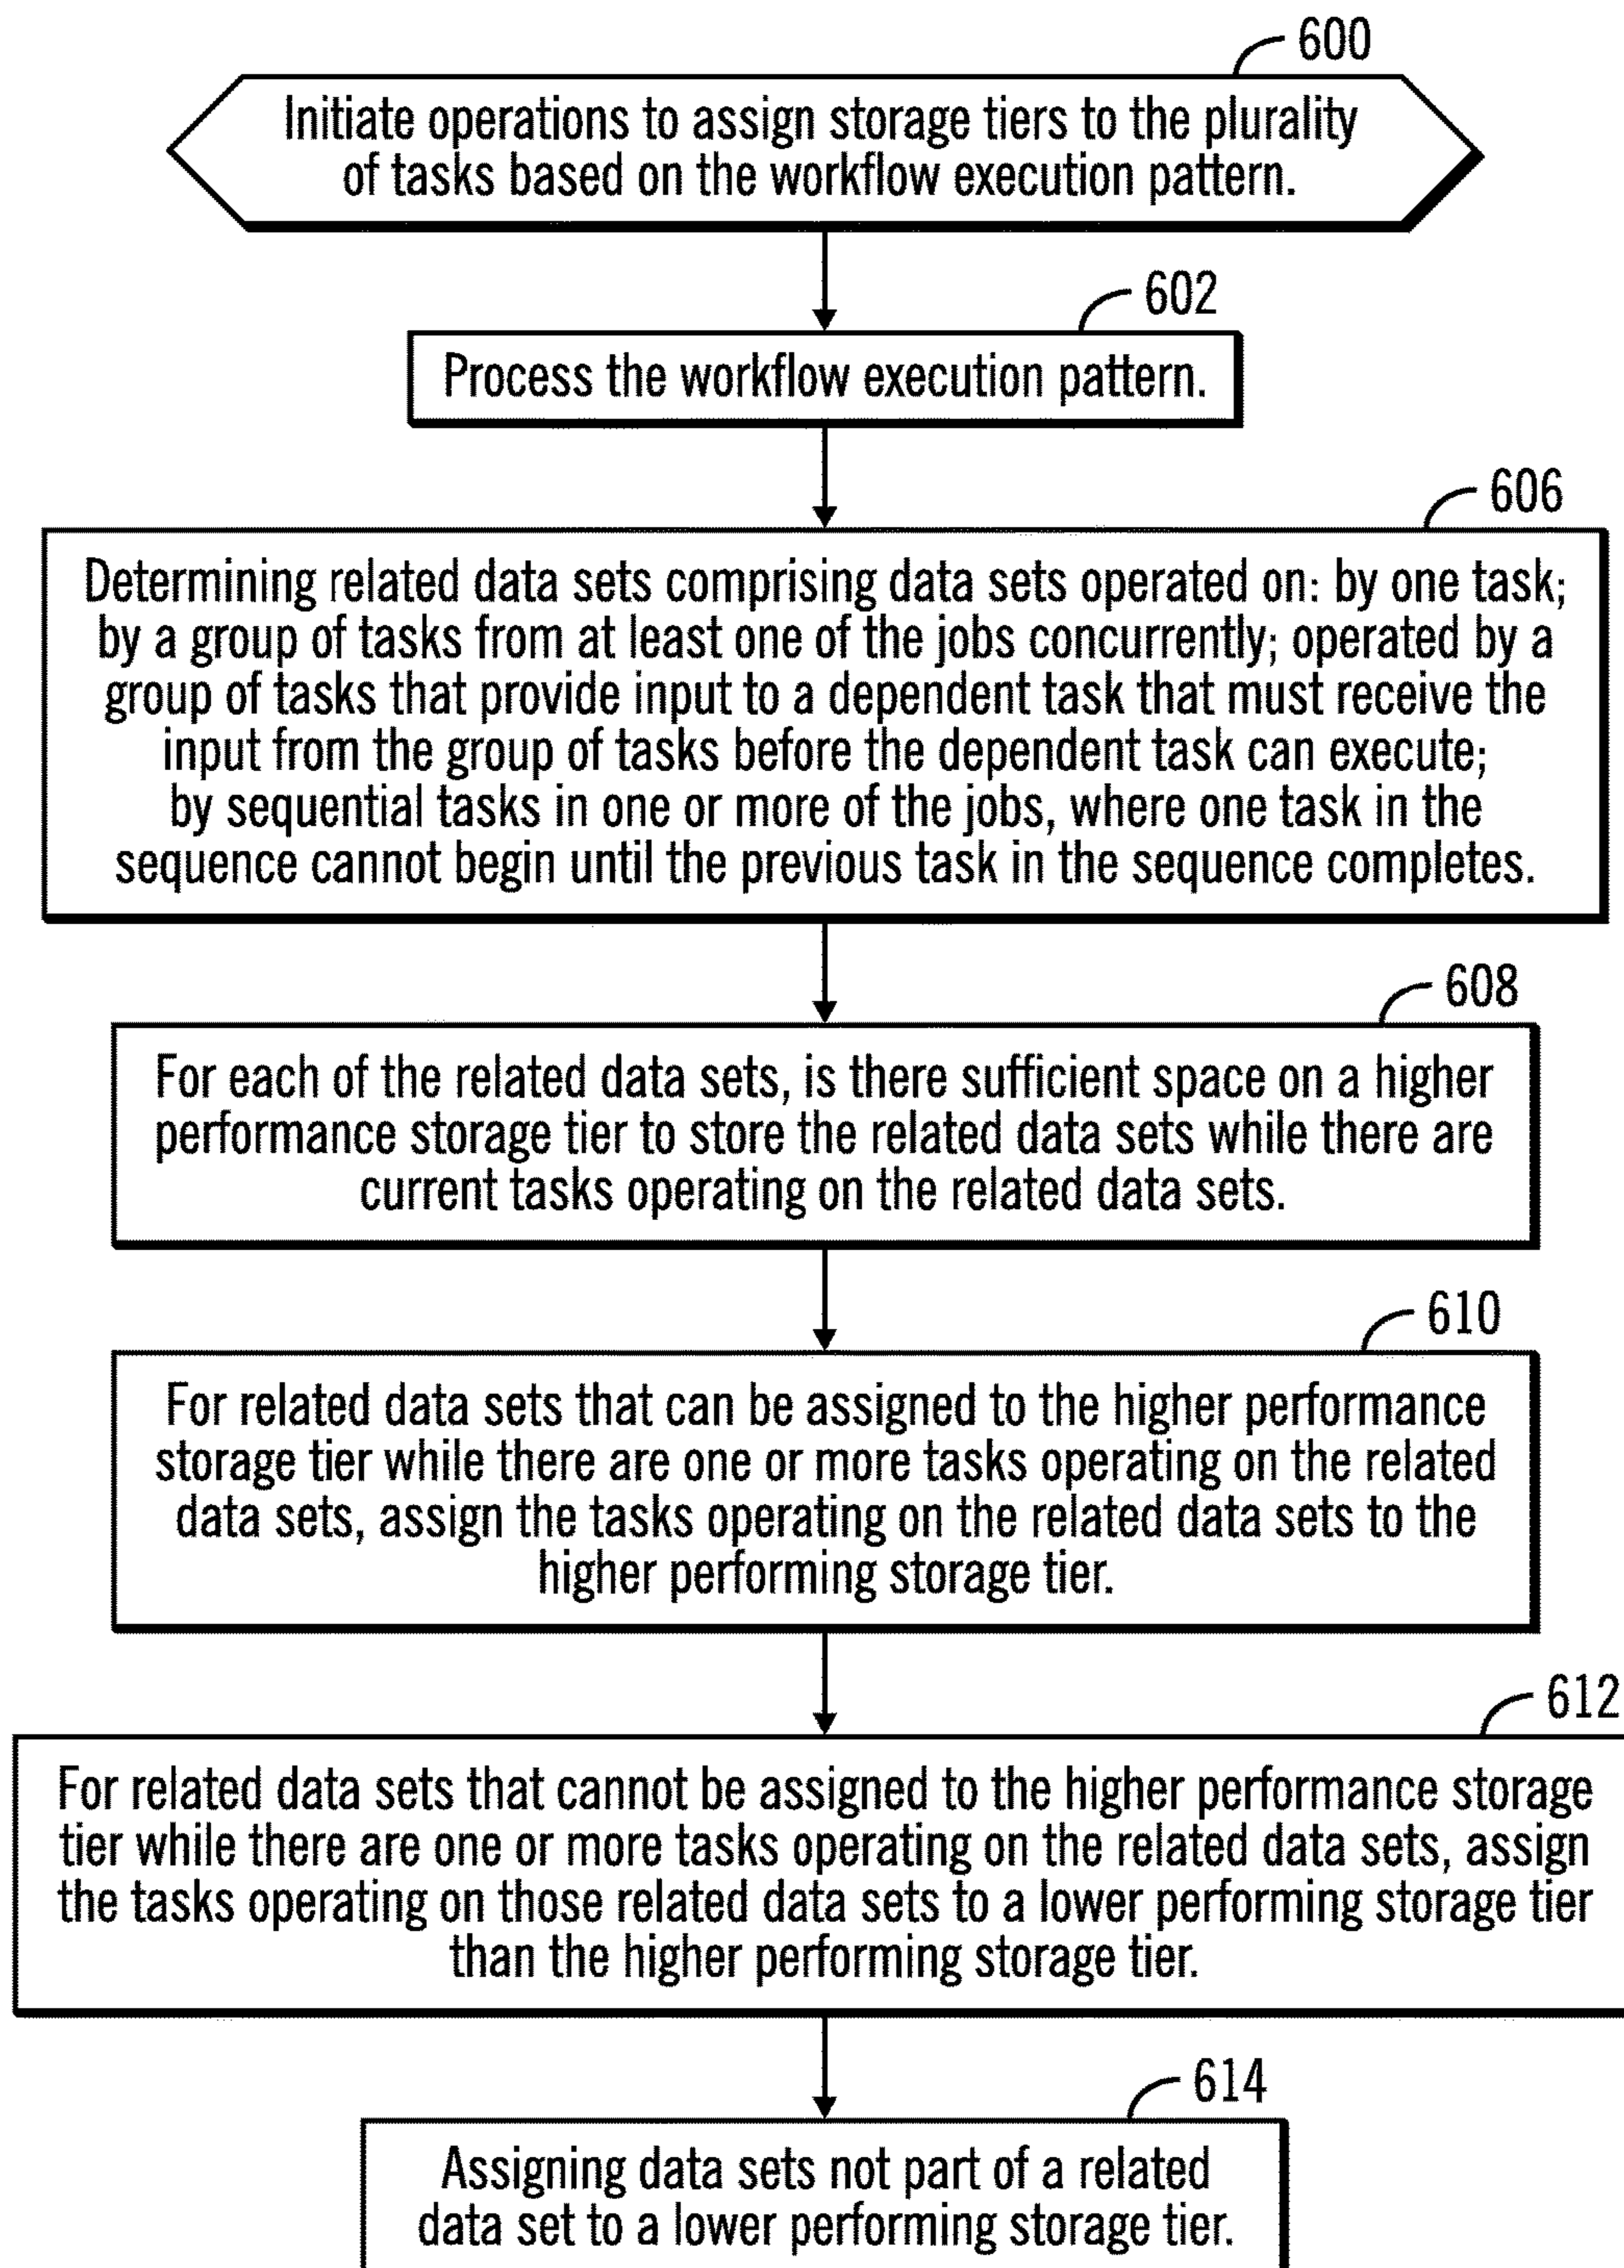 600
Initiate operations to assign storage tiers to the plurality
of tasks based on the workflow execution pattern.
602
Process the workflow execution pattern.
606
Determining related data sets comprising data sets operated on: by one task;
by a group of tasks from at least one of the jobs concurrently; operated by a
group of tasks that provide input to a dependent task that must receive the
input from the group of tasks before the dependent task can execute;
by sequential tasks in one or more of the jobs, where one task in the
sequence cannot begin until the previous task in the sequence completes.
608
For each of the related data sets, is there sufficient space on a higher
performance storage tier to store the related data sets while there are
current tasks operating on the related data sets.
610
For related data sets that can be assigned to the higher performance
storage tier while there are one or more tasks operating on the related
data sets, assign the tasks operating on the related data sets to the
higher performing storage tier.
612
For related data sets that cannot be assigned to the higher performance storage
tier while there are one or more tasks operating on the related data sets, assign
the tasks operating on those related data sets to a lower performing storage tier
than the higher performing storage tier.
614
Assigning data sets not part of a related
data set to a lower performing storage tier.